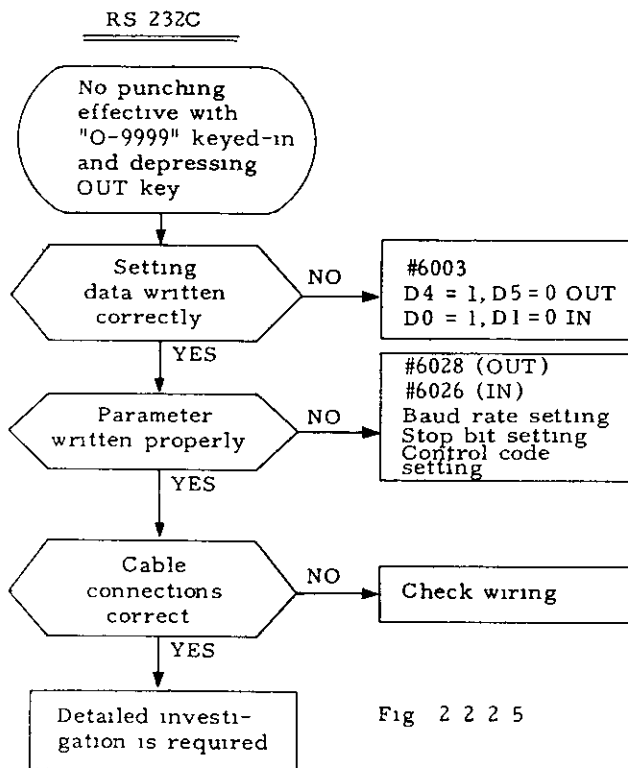 RS 232C
No punching
effective with
"O-9999" keyed-in
and depressing
OUT key
Setting
data written
correctly
NO
#6003
D4 = 1, D5 = 0 OUT
D0 = 1, D1 = 0 IN
YES
Parameter
written properly
NO
#6028 (OUT)
#6026 (IN)
Baud rate setting
Stop bit setting
Control code
setting
YES
Cable
connections
correct
NO
Check wiring
YES
Detailed investi-
gation is required
Fig 2 2 2 5